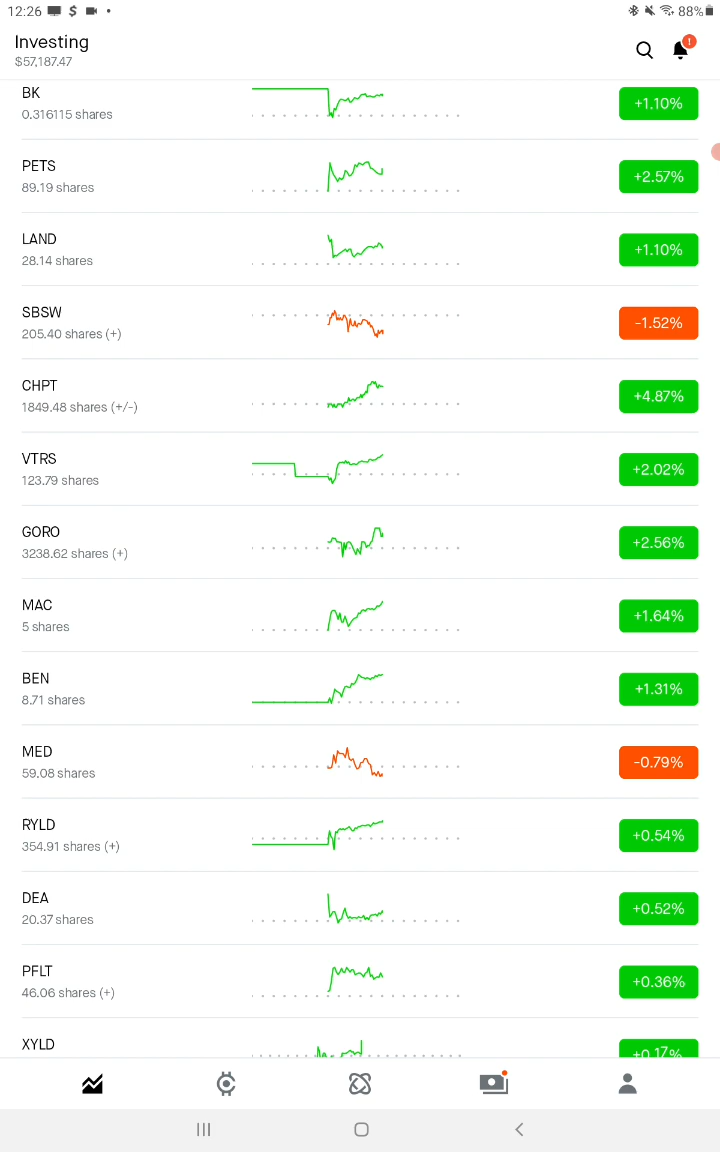 12:26 $ 88%
Investing
$57,187.47
!
BK
0.316115 shares
+1.10%
PETS
89.19 shares
+2.57%
LAND
28.14 shares
+1.10%
SBSW
205.40 shares (+)
-1.52%
CHPT
1849.48 shares (+/-)
+4.87%
VTRS
123.79 shares
+2.02%
GORO
3238.62 shares (+)
+2.56%
MAC
5 shares
+1.64%
BEN
8.71 shares
+1.31%
MED
59.08 shares
-0.79%
RYLD
354.91 shares (+)
+0.54%
DEA
20.37 shares
+0.52%
PFLT
46.06 shares (+)
+0.36%
XYLD
+0.17%